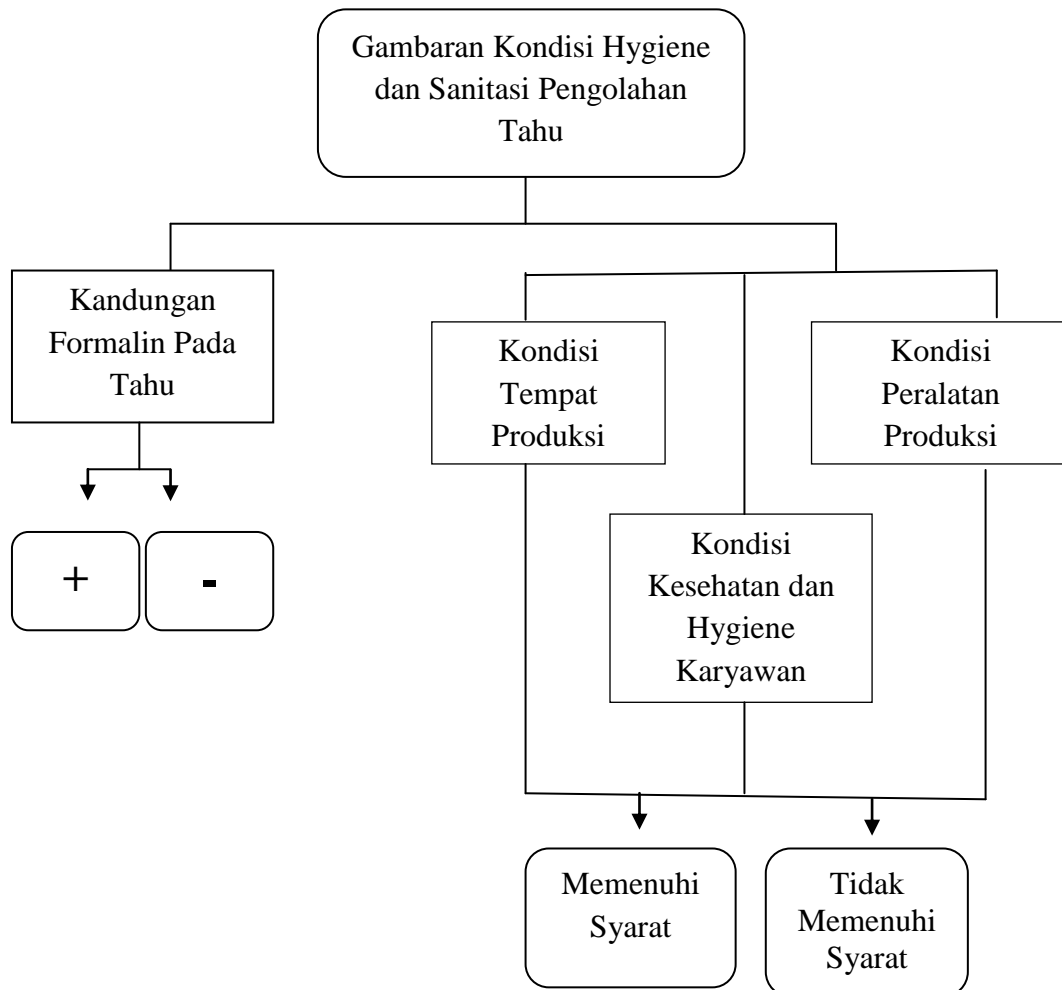 Gambaran Kondisi Hygiene
dan Sanitasi Pengolahan
Tahu
Kandungan
Formalin Pada
Tahu
+
-
Kondisi
Tempat
Produksi
Kondisi
Peralatan
Produksi
Kondisi
Kesehatan dan
Hygiene
Karyawan
Memenuhi
Syarat
Tidak
Memenuhi
Syarat